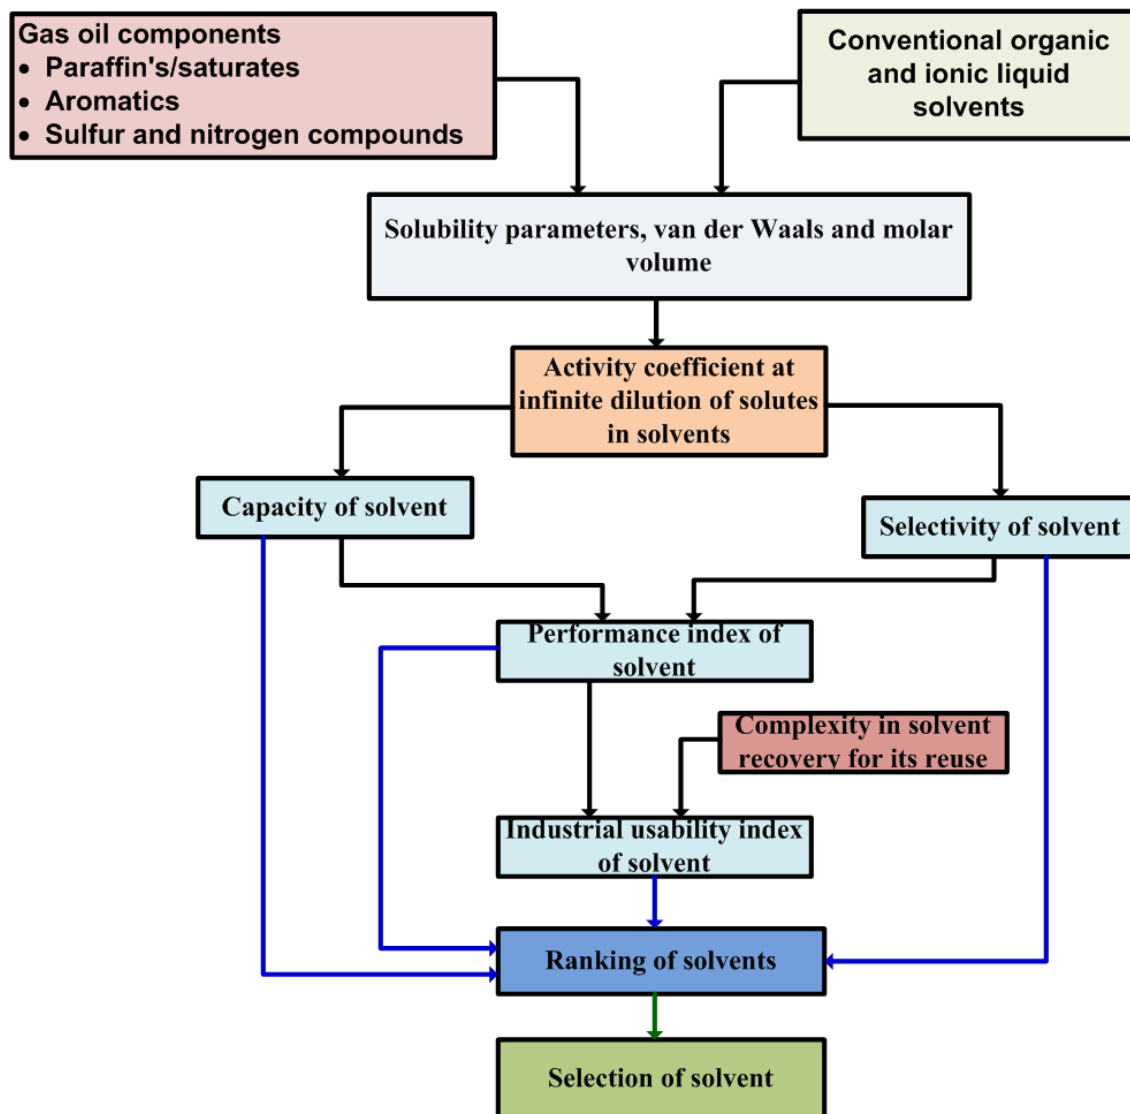 Gas oil components
• Paraffin's/saturates
• Aromatics
• Sulfur and nitrogen compounds
Conventional organic
and ionic liquid
solvents
Solubility parameters, van der Waals and molar
volume
Activity coefficient at
infinite dilution of solutes
in solvents
Capacity of solvent
Selectivity of solvent
Performance index of
solvent
Complexity in solvent
recovery for its reuse
Industrial usability index
of solvent
Ranking of solvents
Selection of solvent